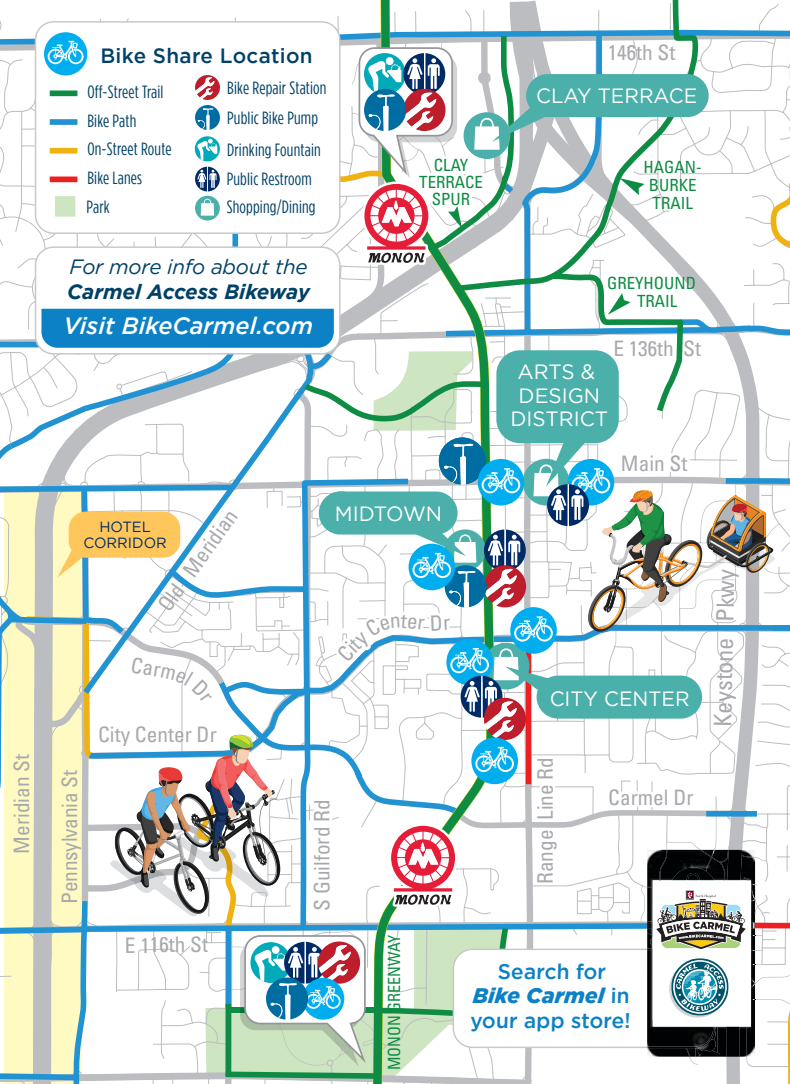 Bike Share Location
Off-Street Trail
Bike Path
On-Street Route
Bike Lanes
Park
Bike Repair Station
Public Bike Pump
Drinking Fountain
Public Restroom
Shopping/Dining
For more info about the
Carmel Access Bikeway
Visit BikeCarmel.com
146th St
CLAY TERRACE
CLAY
TERRACE
SPUR
HAGAN-
BURKE
TRAIL
M
MONON
GREYHOUND
TRAIL
E 136th St
ARTS &
DESIGN
DISTRICT
Main St
MIDTOWN
HOTEL
CORRIDOR
Old Meridian
City Center Dr
Carmel Dr
Keystone Pkwy
CITY CENTER
City Center Dr
Meridian St
Pennsylvania St
S Guilford Rd
Range Line Rd
Carmel Dr
M
MONON
E 116th St
MONON GREENWAY
Search for
Bike Carmel in
your app store!
BIKE CARMEL
www.BIKECARMEL.com
CARMEL ACCESS
BIKEWAY